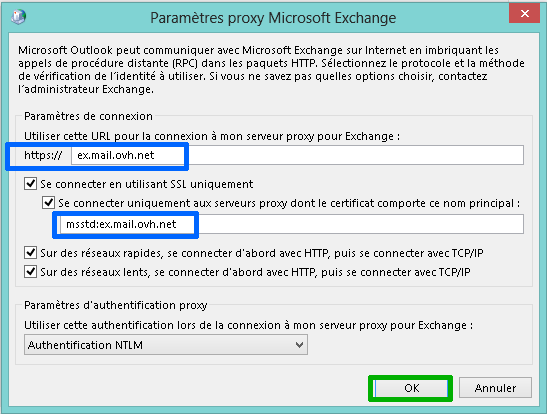 Paramètres proxy Microsoft Exchange
Microsoft Outlook peut communiquer avec Microsoft Exchange sur Internet en imbriquant les
appels de procédure distante (RPC) dans les paquets HTTP. Sélectionnez le protocole et la méthode
de vérification de l'identité à utiliser. Si vous ne savez pas quelles options choisir, contactez
l'administrateur Exchange.
Paramètres de connexion
Utiliser cette URL pour la connexion à mon serveur proxy pour Exchange :
https:// ex.mail.ovh.net
Se connecter en utilisant SSL uniquement
Se connecter uniquement aux serveurs proxy dont le certificat comporte ce nom principal :
msstd:ex.mail.ovh.net
Sur des réseaux rapides, se connecter d'abord avec HTTP, puis se connecter avec TCP/IP
Sur des réseaux lents, se connecter d'abord avec HTTP, puis se connecter avec TCP/IP
Paramètres d'authentification proxy
Utiliser cette authentification lors de la connexion à mon serveur proxy pour Exchange :
Authentification NTLM
OK Annuler